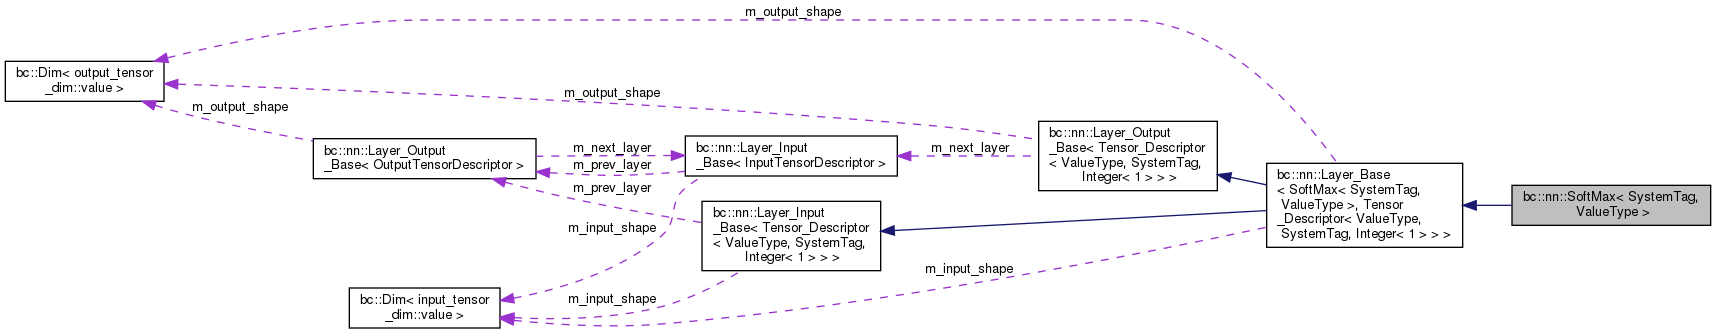 m_output_shape
bc::Dim< output_tensor
_dim::value >
m_output_shape
m_output_shape
bc::nn::Layer_Output
_Base< OutputTensorDescriptor >
m_next_layer
m_prev_layer
m_prev_layer
bc::nn::Layer_Input
_Base< InputTensorDescriptor >
m_next_layer
bc::nn::Layer_Output
_Base< Tensor_Descriptor
< ValueType, SystemTag,
Integer< 1 > > >
bc::nn::Layer_Input
_Base< Tensor_Descriptor
< ValueType, SystemTag,
Integer< 1 > > >
m_input_shape
bc::Dim< input_tensor
_dim::value >
m_input_shape
m_input_shape
bc::nn::Layer_Base
< SoftMax< SystemTag,
ValueType >, Tensor
_Descriptor< ValueType,
SystemTag, Integer< 1 > > >
bc::nn::SoftMax< SystemTag,
ValueType >